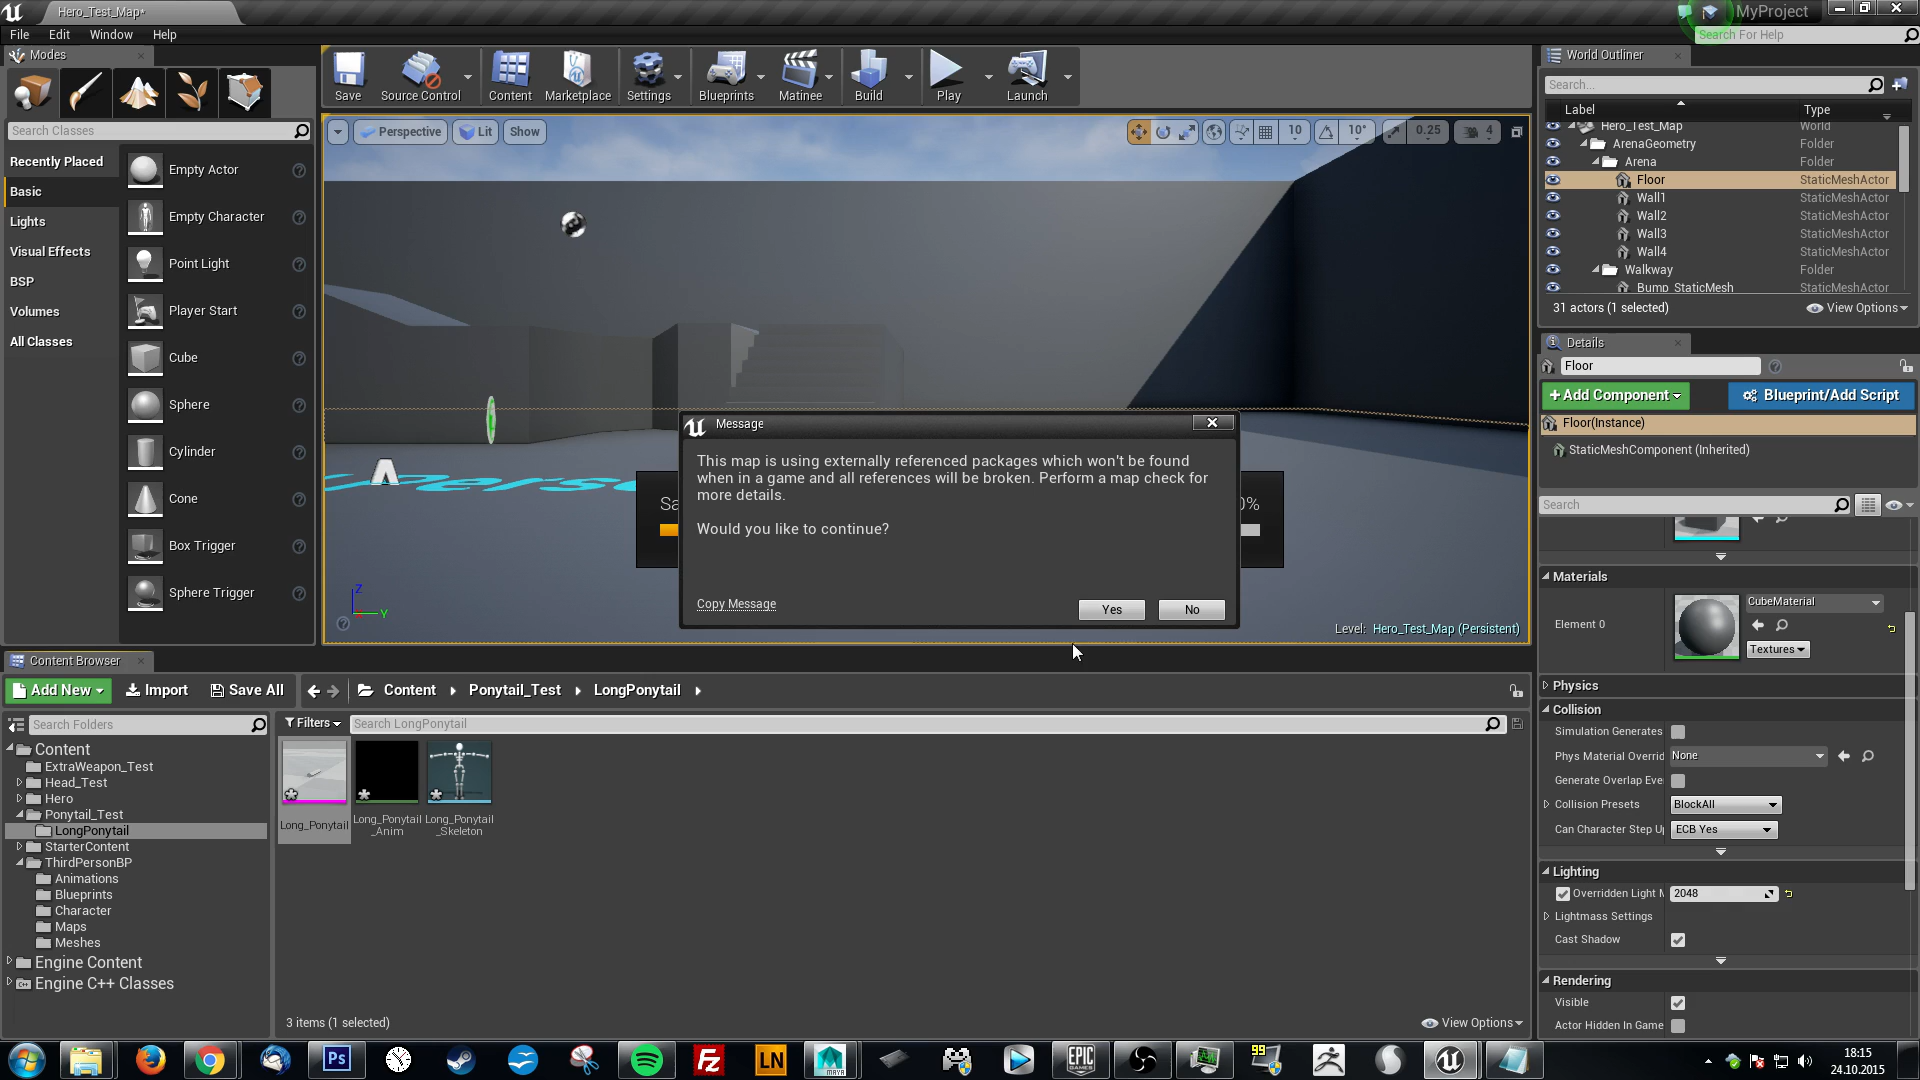 Hero_Test_Map*
MyProject
File
Edit
Window
Help
Search For Help
Modes
Search Classes
Recently Placed
Basic
Lights
Visual Effects
BSP
Volumes
All Classes
Empty Actor
Empty Character
Point Light
Player Start
Cube
Sphere
Cylinder
Cone
Box Trigger
Sphere Trigger
Save
Source Control
Content
Marketplace
Settings
Blueprints
Matinee
Build
Play
Launch
Perspective
Lit
Show
10
10°
0.25
4
Message
This map is using externally referenced packages which won't be found
when in a game and all references will be broken. Perform a map check for
more details.
Would you like to continue?
Copy Message
Yes
No
Sa
0%
Z
Y
Level: Hero_Test_Map (Persistent)
World Outliner
Search...
Label
Type
Hero_Test_Map World
ArenaGeometry Folder
Arena Folder
Floor StaticMeshActor
Wall1 StaticMeshActor
Wall2 StaticMeshActor
Wall3 StaticMeshActor
Wall4 StaticMeshActor
Walkway Folder
Bump_StaticMesh StaticMeshActor
31 actors (1 selected)
View Options
Details
Floor
+Add Component
Blueprint/Add Script
Floor(Instance)
StaticMeshComponent (Inherited)
Search
Materials
Element 0
CubeMaterial
Textures
Physics
Collision
Simulation Generates
Phys Material Overrid
None
Generate Overlap Eve
Collision Presets
BlockAll
Can Character Step U
ECB Yes
Lighting
Overridden Light M
2048
Lightmass Settings
Cast Shadow
Rendering
Visible
Actor Hidden In Game
Content Browser
Add New
Import
Save All
Content
Ponytail_Test
LongPonytail
Search Folders
Filters
Search LongPonytail
Content
ExtraWeapon_Test
Head_Test
Hero
Ponytail_Test
LongPonytail
StarterContent
ThirdPersonBP
Animations
Blueprints
Character
Maps
Meshes
Engine Content
Engine C++ Classes
Long_Ponytail
Long_Ponytail
_Anim
Long_Ponytail
_Skeleton
3 items (1 selected)
View Options
Ps
Fz
LN
MAYA
EPIC
GAMES
99
18:15
24.10.2015